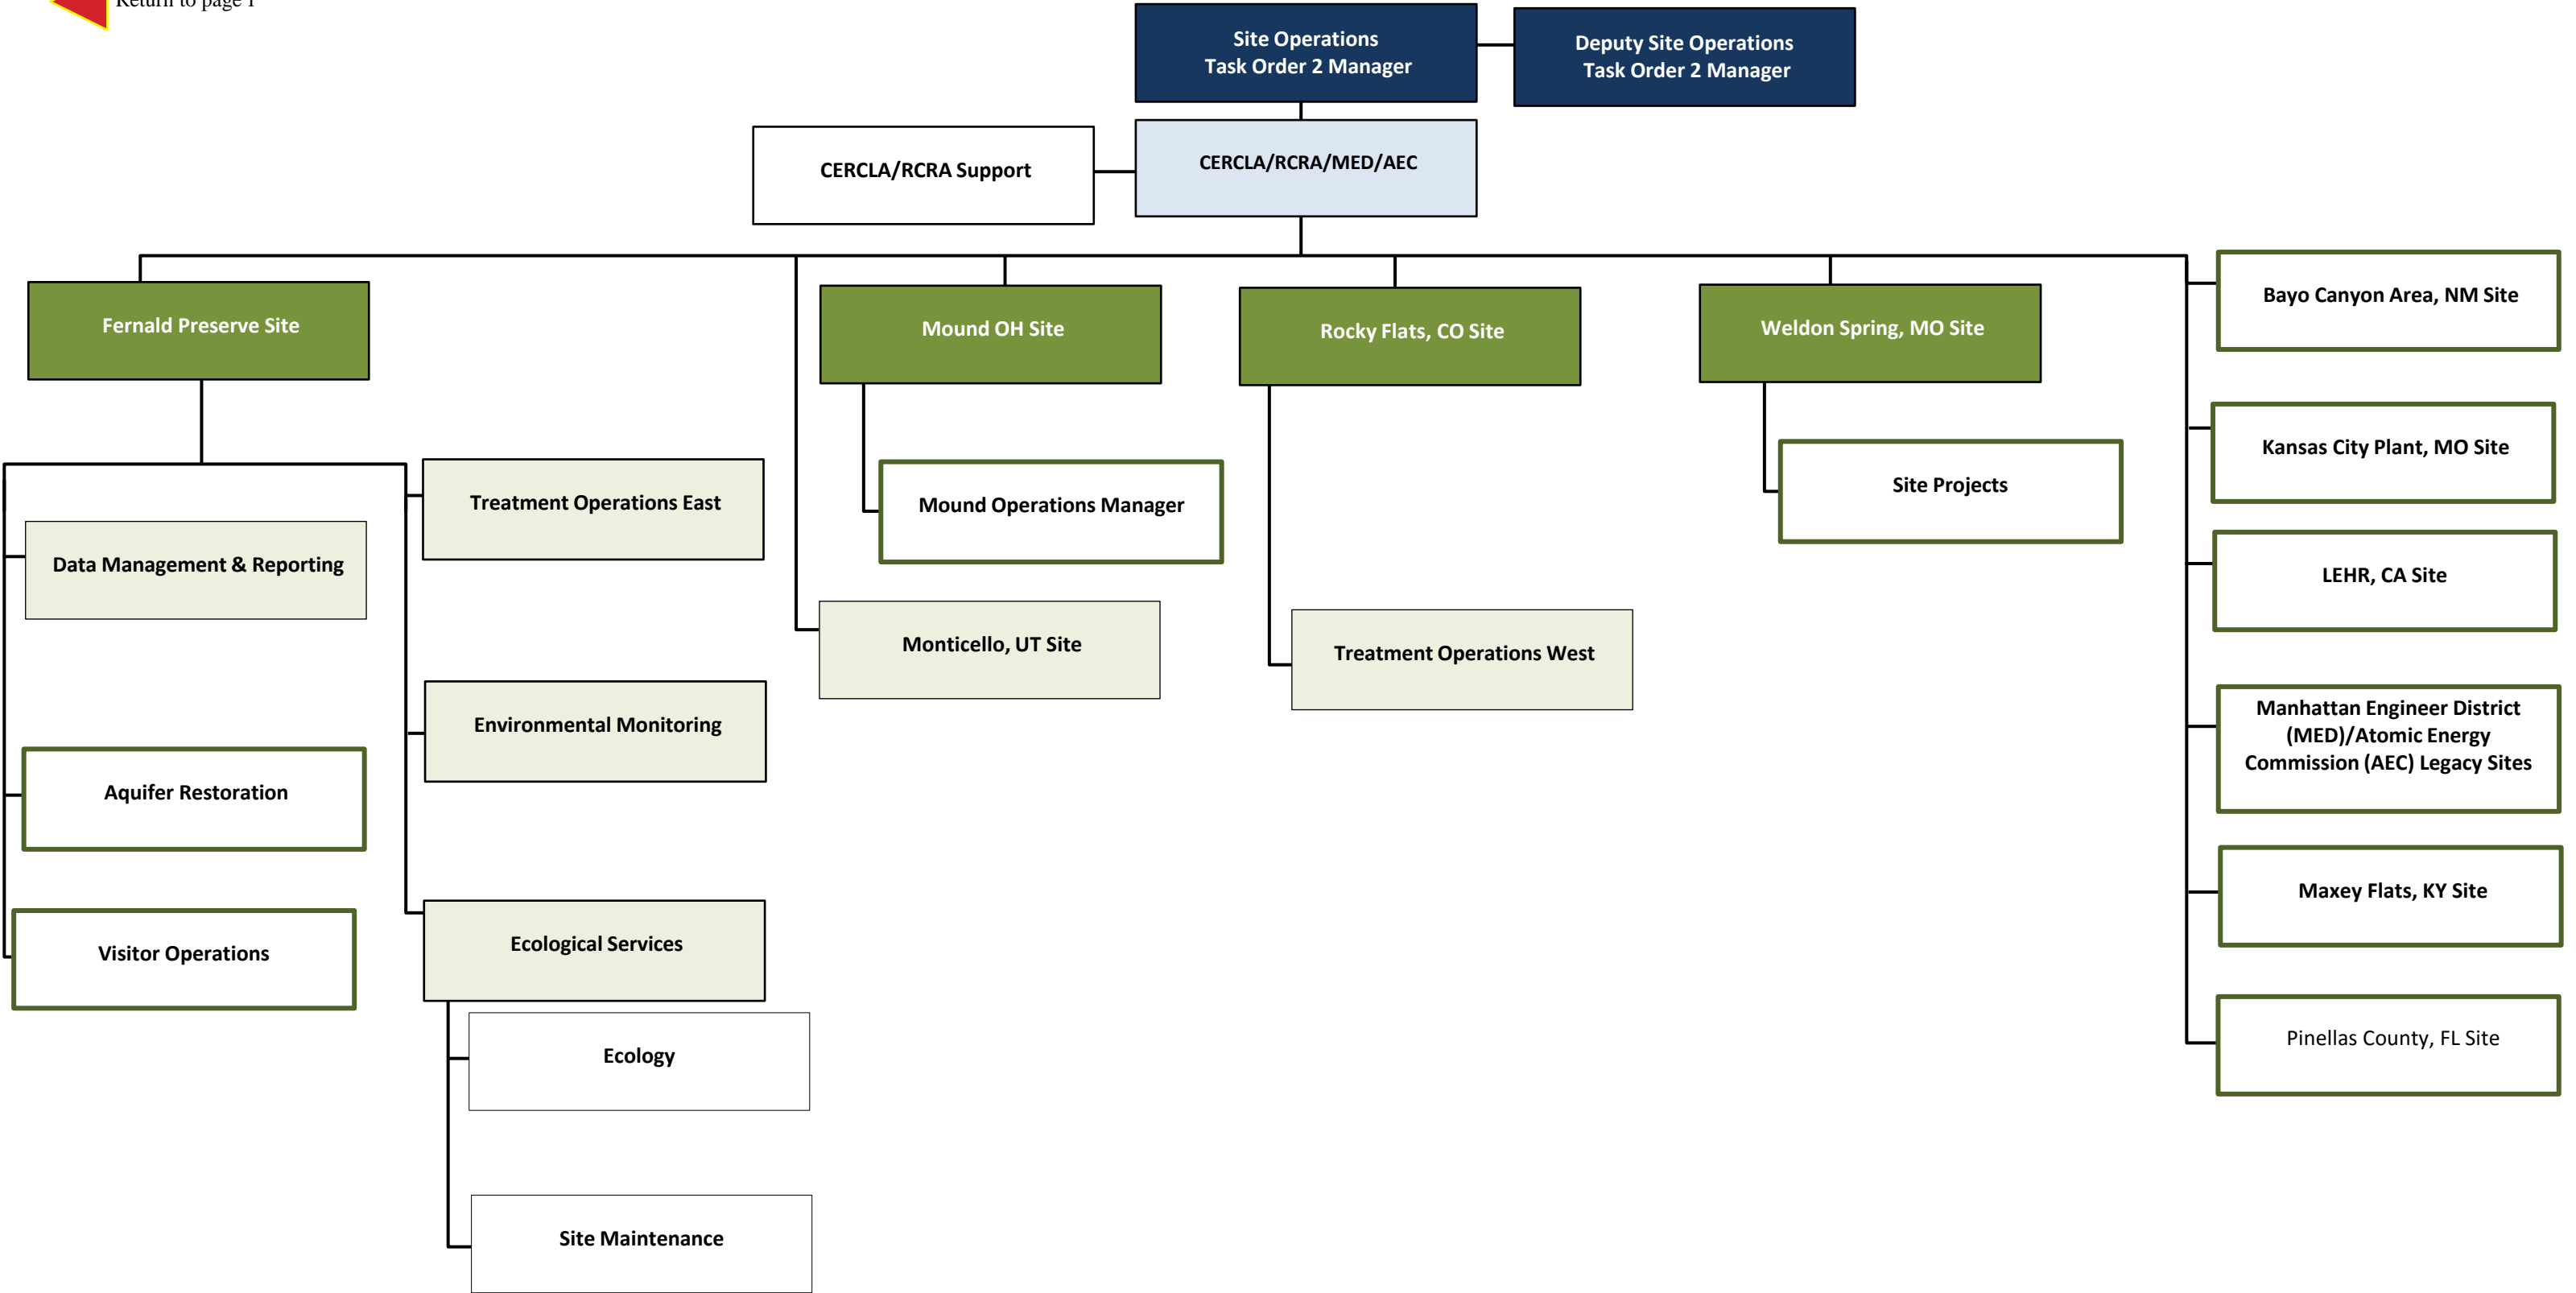 Return to page 1
Site Operations
Task Order 2 Manager
Deputy Site Operations
Task Order 2 Manager
CERCLA/RCRA Support
CERCLA/RCRA/MED/AEC
Fernald Preserve Site
Mound OH Site
Rocky Flats, CO Site
Weldon Spring, MO Site
Bayo Canyon Area, NM Site
Kansas City Plant, MO Site
LEHR, CA Site
Manhattan Engineer District
(MED)/Atomic Energy
Commission (AEC) Legacy Sites
Maxey Flats, KY Site
Pinellas County, FL Site
Data Management & Reporting
Aquifer Restoration
Visitor Operations
Treatment Operations East
Environmental Monitoring
Ecological Services
Ecology
Site Maintenance
Mound Operations Manager
Monticello, UT Site
Treatment Operations West
Site Projects